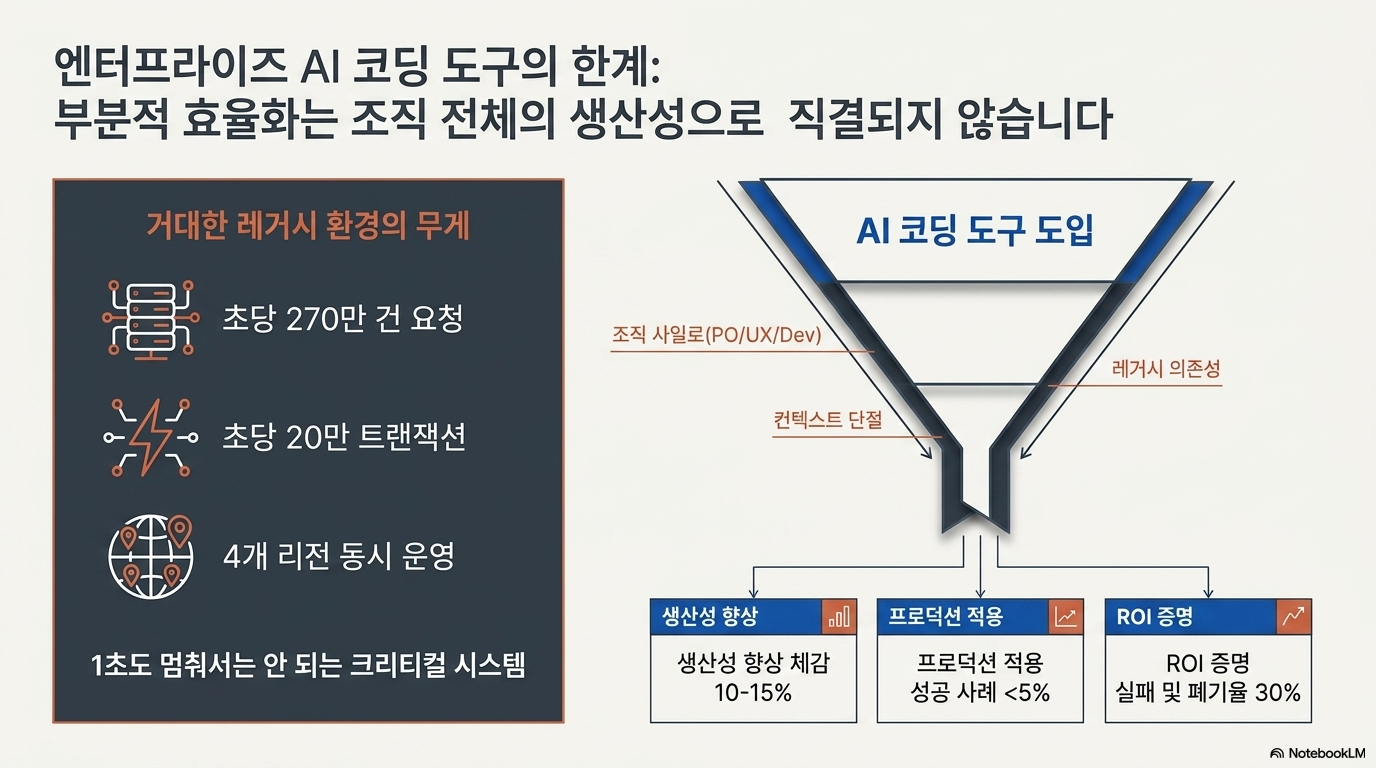 엔터프라이즈 AI 코딩 도구의 한계:
부분적 효율화는 조직 전체의 생산성으로 직결되지 않습니다
거대한 레거시 환경의 무게
초당 270만 건 요청
초당 20만 트랜잭션
4개 리전 동시 운영
1초도 멈춰서는 안 되는 크리티컬 시스템
AI 코딩 도구 도입
조직 사일로(PO/UX/Dev)
레거시 의존성
컨텍스트 단절
생산성 향상
생산성 향상 체감
10-15%
프로덕션 적용
프로덕션 적용
성공 사례 <5%
ROI 증명
ROI 증명
실패 및 폐기율 30%
NotebookLM